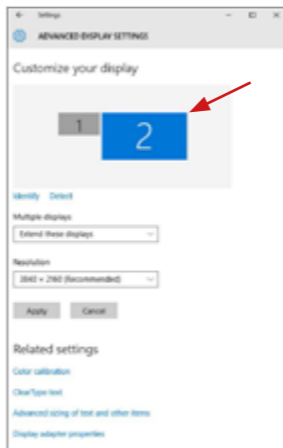 Settings
ADVANCED DISPLAY SETTINGS
Customize your display
1
2
Identify Detect
Multiple displays
Extend these displays
Resolution
3840 × 2160 (Recommended)
Apply Cancel
Related settings
Color calibration
ClearType text
Advanced sizing of text and other items
Display adapter properties